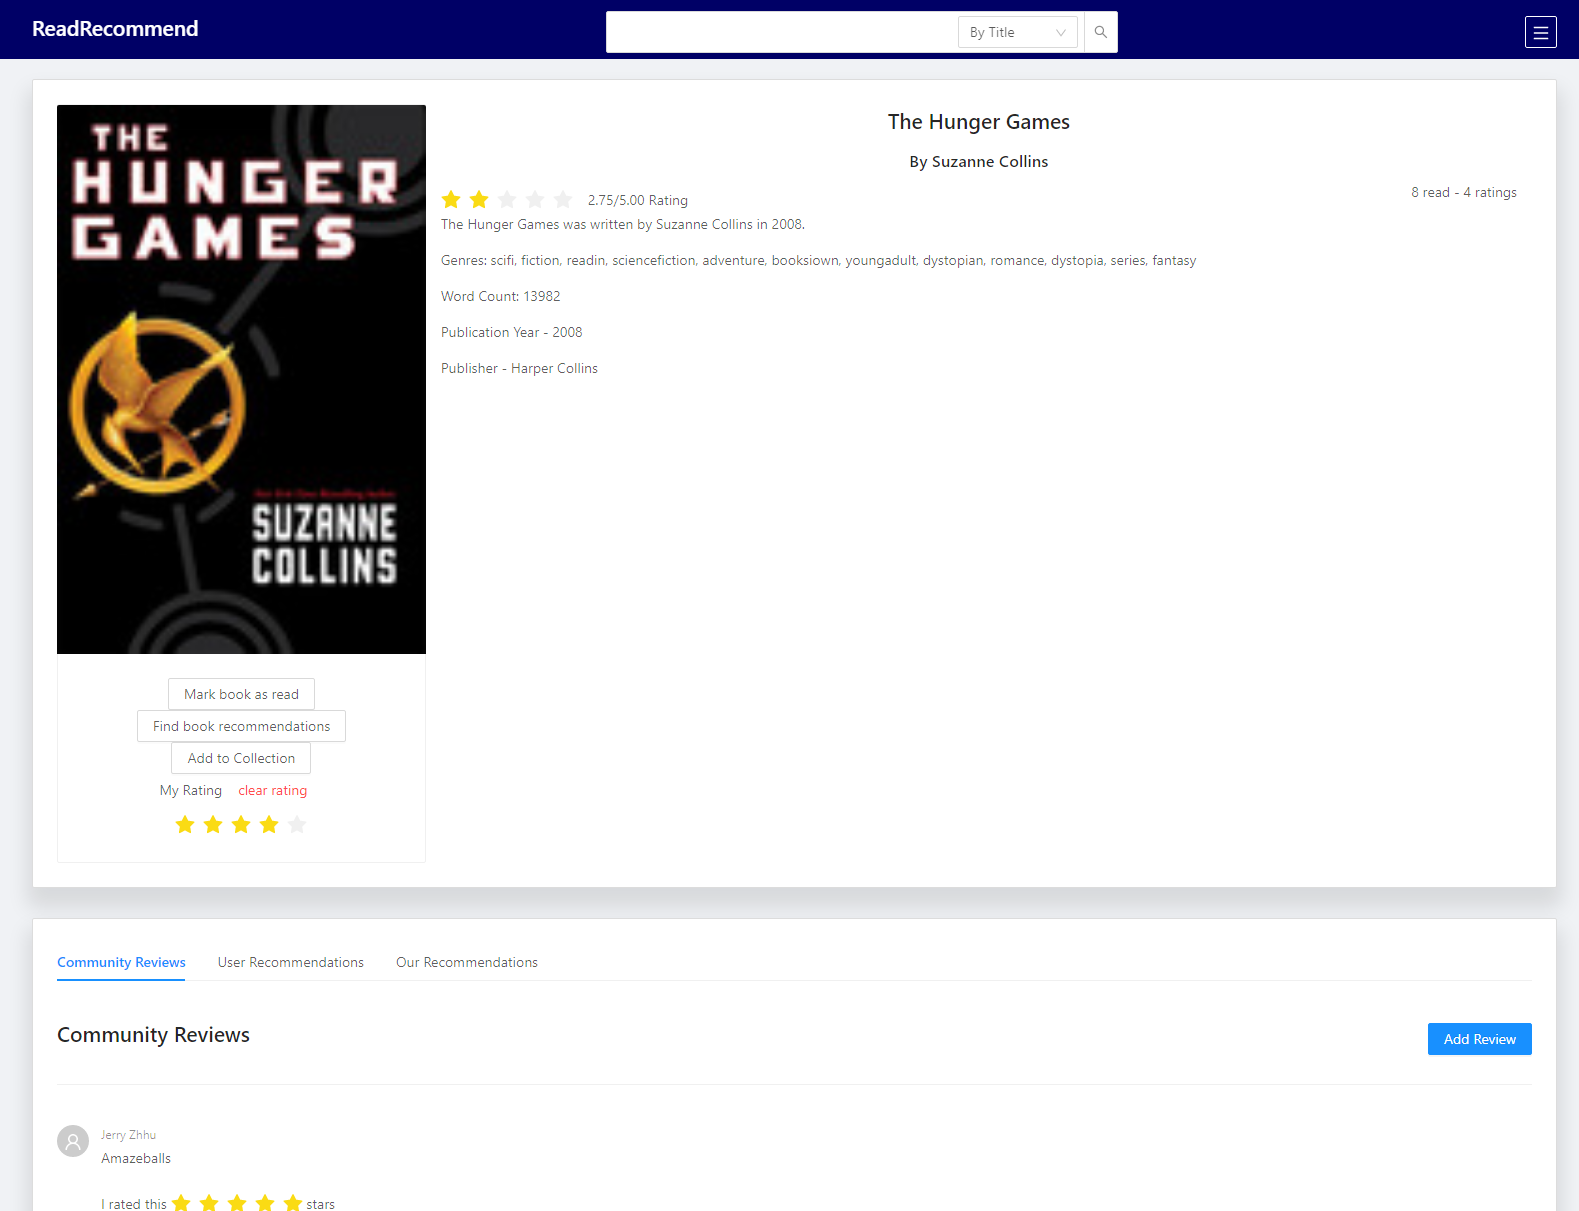 ReadRecommend
By Title
THE
HUNGER
GAMES
SUZANNE
COLLINS
The Hunger Games
By Suzanne Collins
2.75/5.00 Rating
8 read - 4 ratings
The Hunger Games was written by Suzanne Collins in 2008.
Genres: scifi, fiction, readin, sciencefiction, adventure, booksiown, youngadult, dystopian, romance, dystopia, series, fantasy
Word Count: 13982
Publication Year - 2008
Publisher - Harper Collins
Mark book as read
Find book recommendations
Add to Collection
My Rating clear rating
Community Reviews User Recommendations Our Recommendations
Community Reviews
Add Review
Jerry Zhhu
Amazeballs
I rated this stars